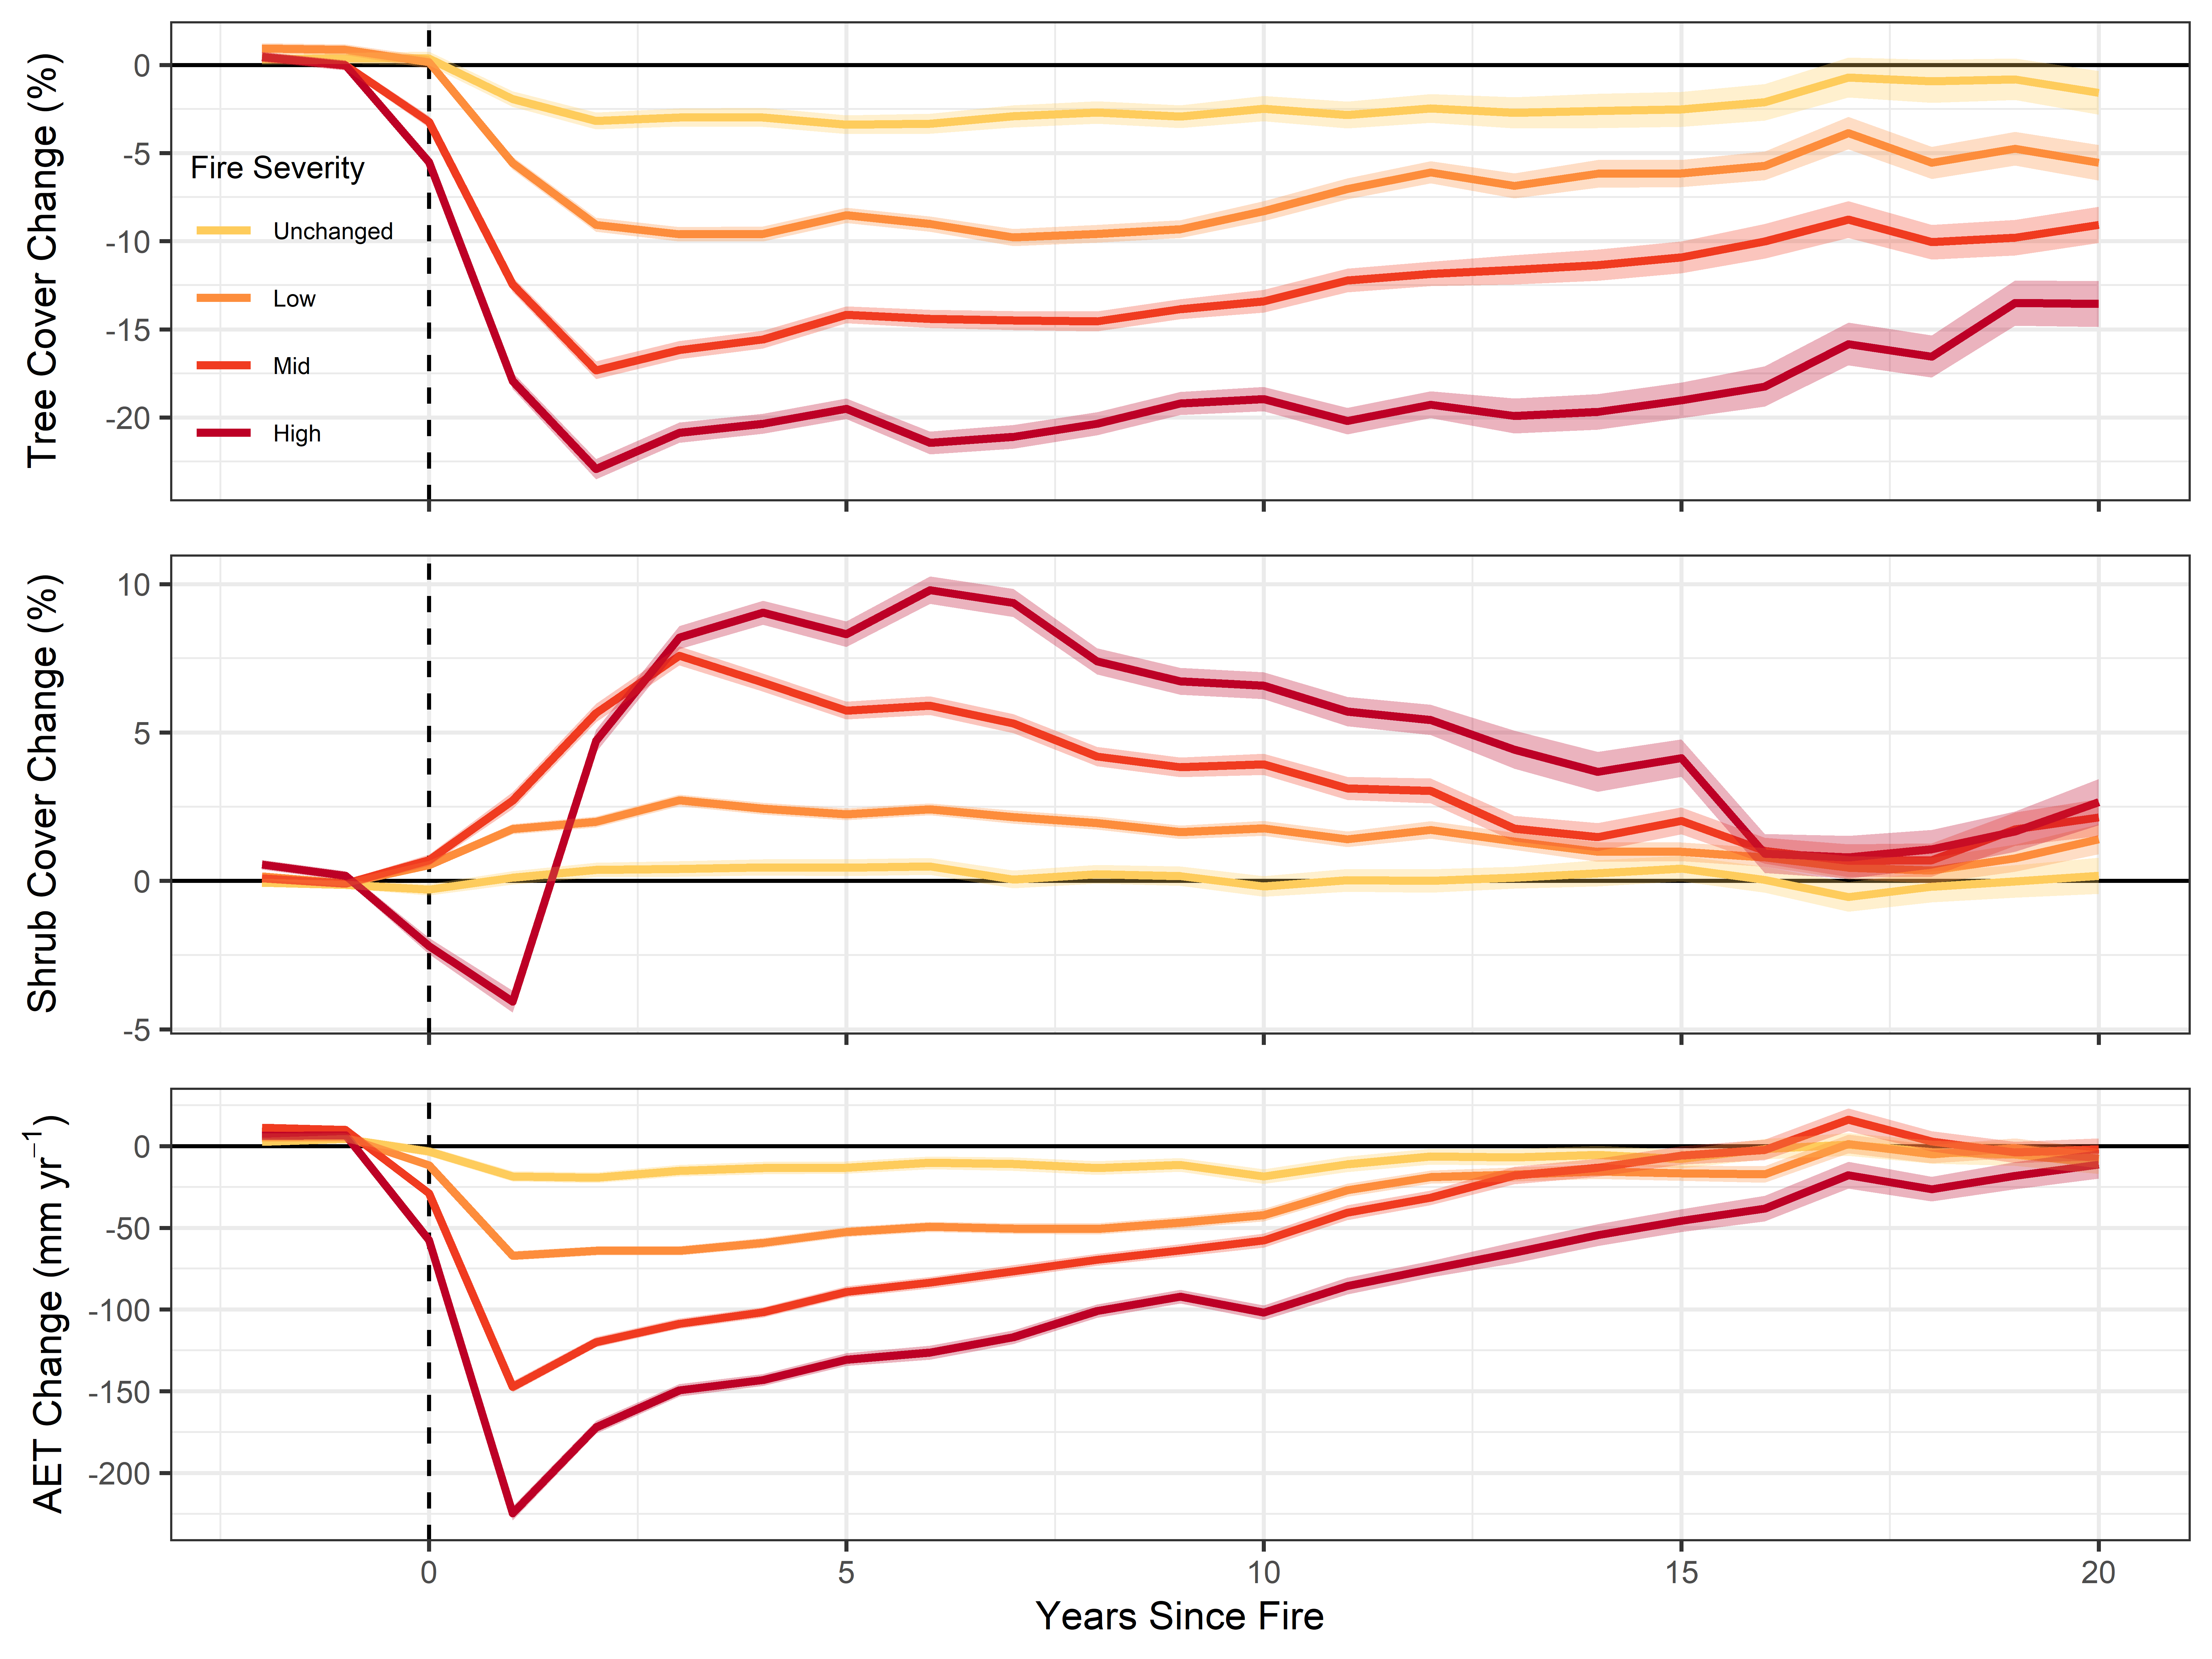 Tree Cover Change (%)
0
-5
-10
-15
-20
Fire Severity
Unchanged
Low
Mid
High
Shrub Cover Change (%)
10
5
0
-5
AET Change (mm yr⁻¹)
0
-50
-100
-150
-200
0 5 10 15 20
Years Since Fire